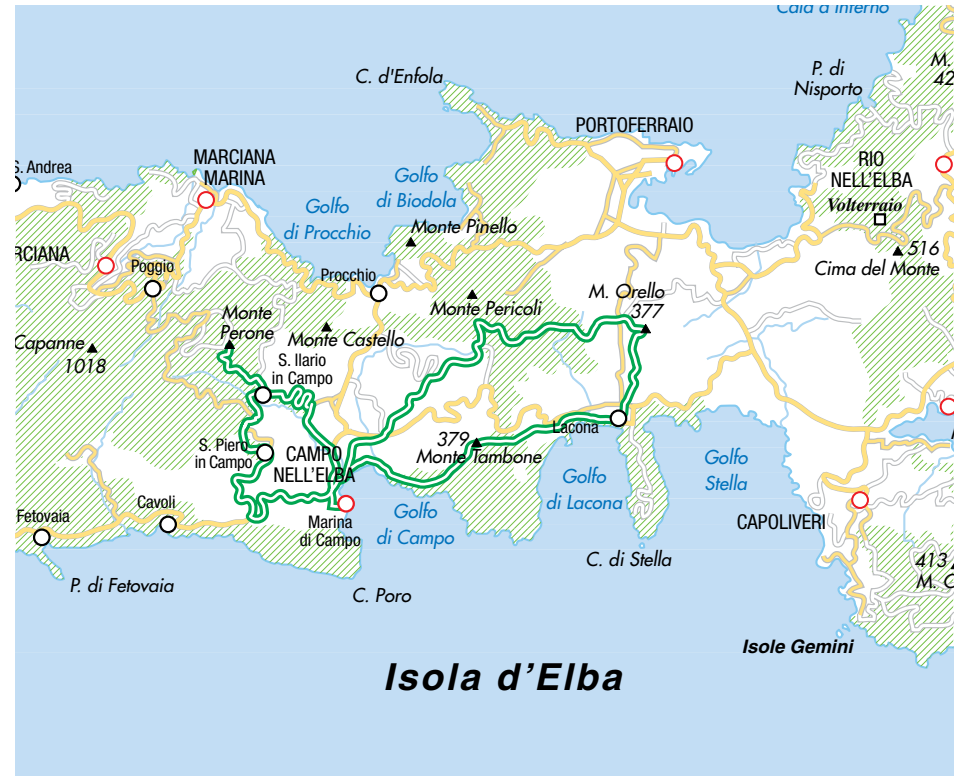 Cala d'Inferno
C. d'Enfola
P. di
Nisporto
M.
42
PORTOFERRAIO
MARCIANA
MARINA
S. Andrea
Golfo
di Biodola
RIO
NELL'ELBA
Volterraio
Golfo
di Procchio
Monte Pinello
RCIANA
Poggio
Procchio
516
Cima del Monte
Monte
Perone
Monte Pericoli
M. Orello
377
Capanne
1018
Monte Castello
S. Ilario
in Campo
S. Piero
in Campo
CAMPO
NELL'ELBA
379
Monte Tambone
Lacona
Golfo
Stella
Golfo
di Lacona
Fetovaia
Cavoli
Marina
di Campo
Golfo
di Campo
CAPOLIVERI
P. di Fetovaia
C. Poro
C. di Stella
413
M. C
Isole Gemini
Isola d'Elba